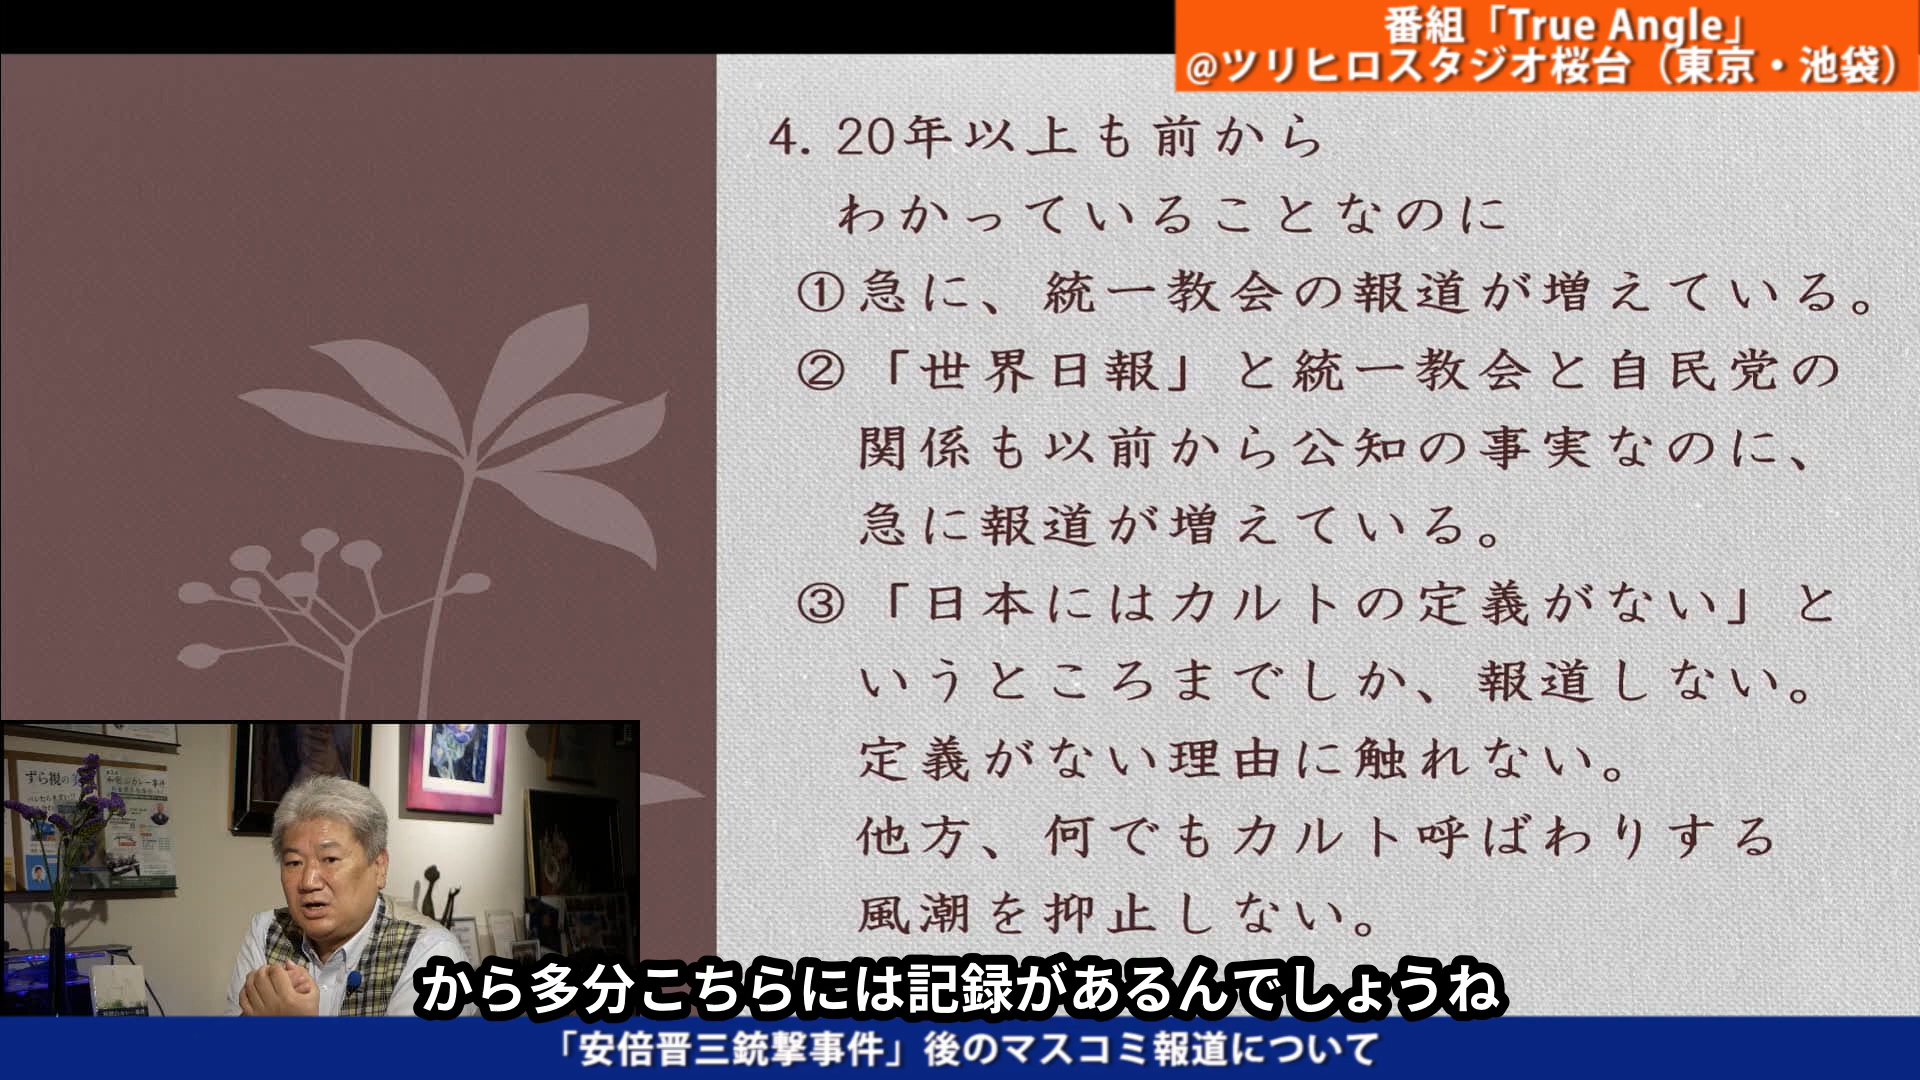 番組「True Angle」
@ツリヒロスタジオ桜台（東京・池袋）
4. 20年以上も前から
わかっていることなのに
①急に、統一教会の報道が増えている。
②「世界日報」と統一教会と自民党の
関係も以前から公知の事実なのに、
急に報道が増えている。
③「日本にはカルトの定義がない」と
いうところまでしか、報道しない。
定義がない理由に触れない。
他方、何でもカルト呼ばわりする
風潮を抑止しない。
から多分こちらには記録があるんでしょうね
「安倍晋三銃撃事件」後のマスコミ報道について